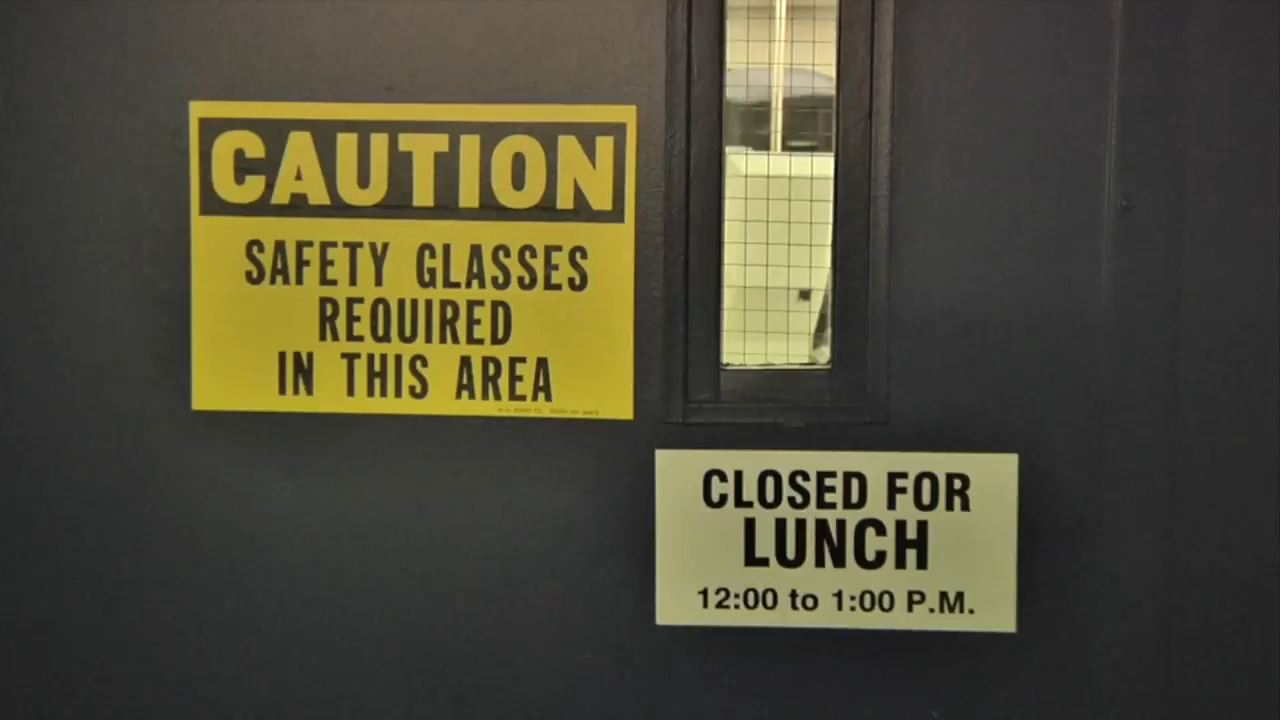 CAUTION
SAFETY GLASSES
REQUIRED
IN THIS AREA
CLOSED FOR
LUNCH
12:00 to 1:00 P.M.